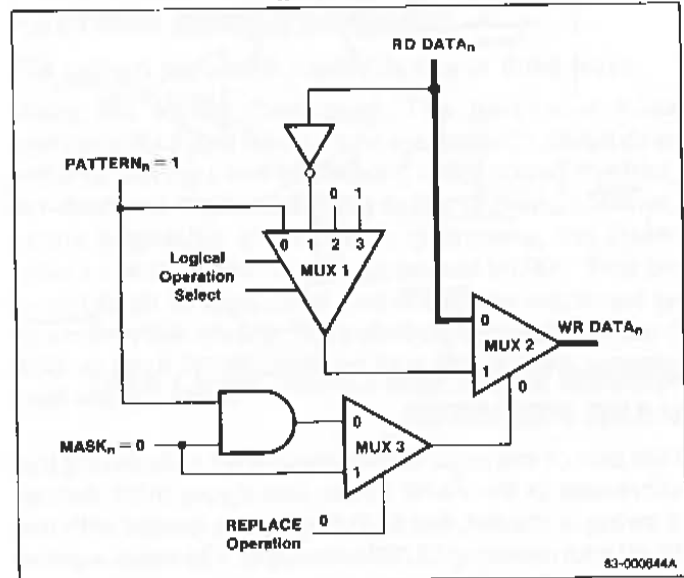 RD DATAn
PATTERNn = 1
0 1
0 1 2 3
MUX 1
Logical
Operation
Select
0
MUX 2
WR DATAn
1
0
0
MUX 3
MASKn = 0
1
0
REPLACE
Operation
83-000644A